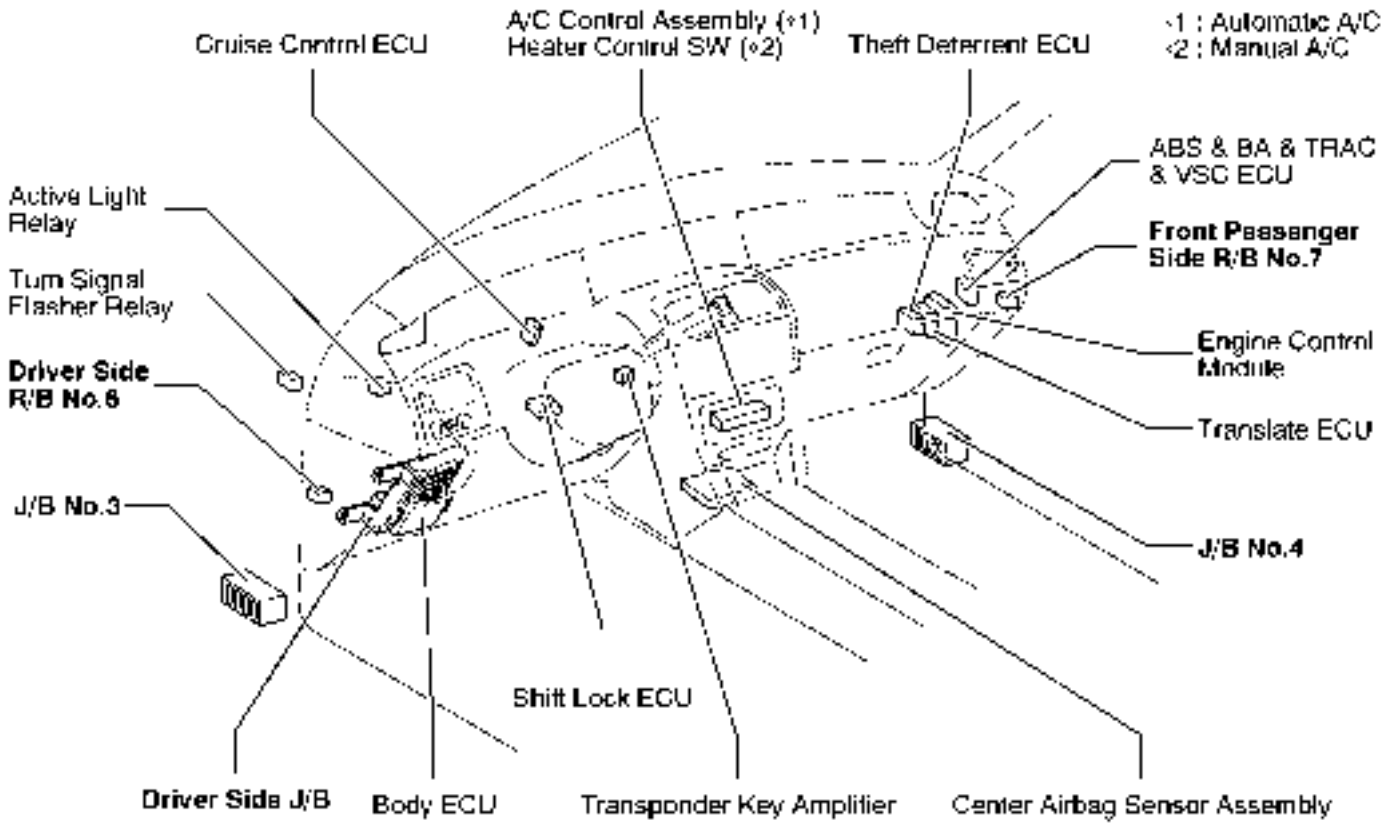 A/C Control Assembly (*1)
Heater Control SW (*2)
Cruise Control ECU
Theft Deterrent ECU
*1 : Automatic A/C
*2 : Manual A/C
ABS & BA & TRAC
& VSC ECU
Active Light
Relay
Front Passenger
Side R/B No.7
Turn Signal
Flasher Relay
Engine Control
Module
Driver Side
R/B No.6
Translate ECU
J/B No.3
J/B No.4
Shift Lock ECU
Driver Side J/B
Body ECU
Transponder Key Amplifier
Center Airbag Sensor Assembly